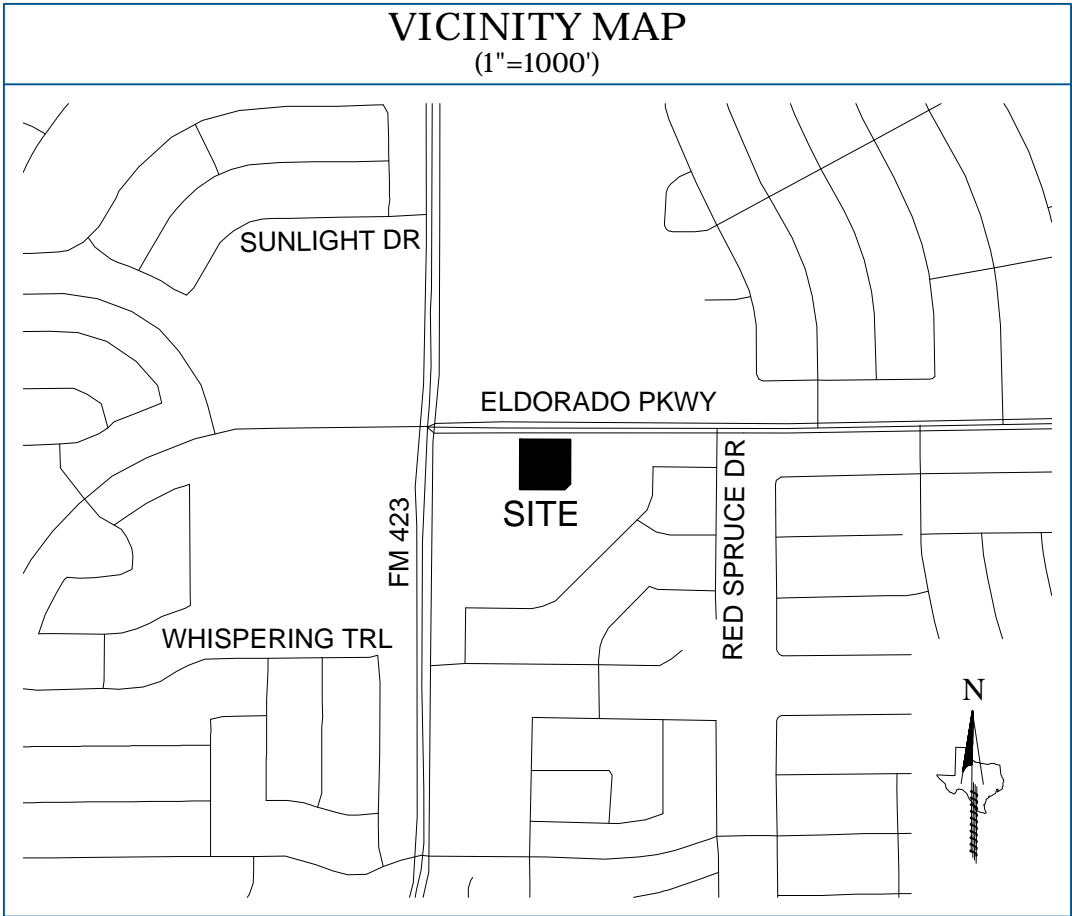 VICINITY MAP
(1"=1000')
SUNLIGHT DR
ELDORADO PKWY
FM 423
SITE
RED SPRUCE DR
WHISPERING TRL
N